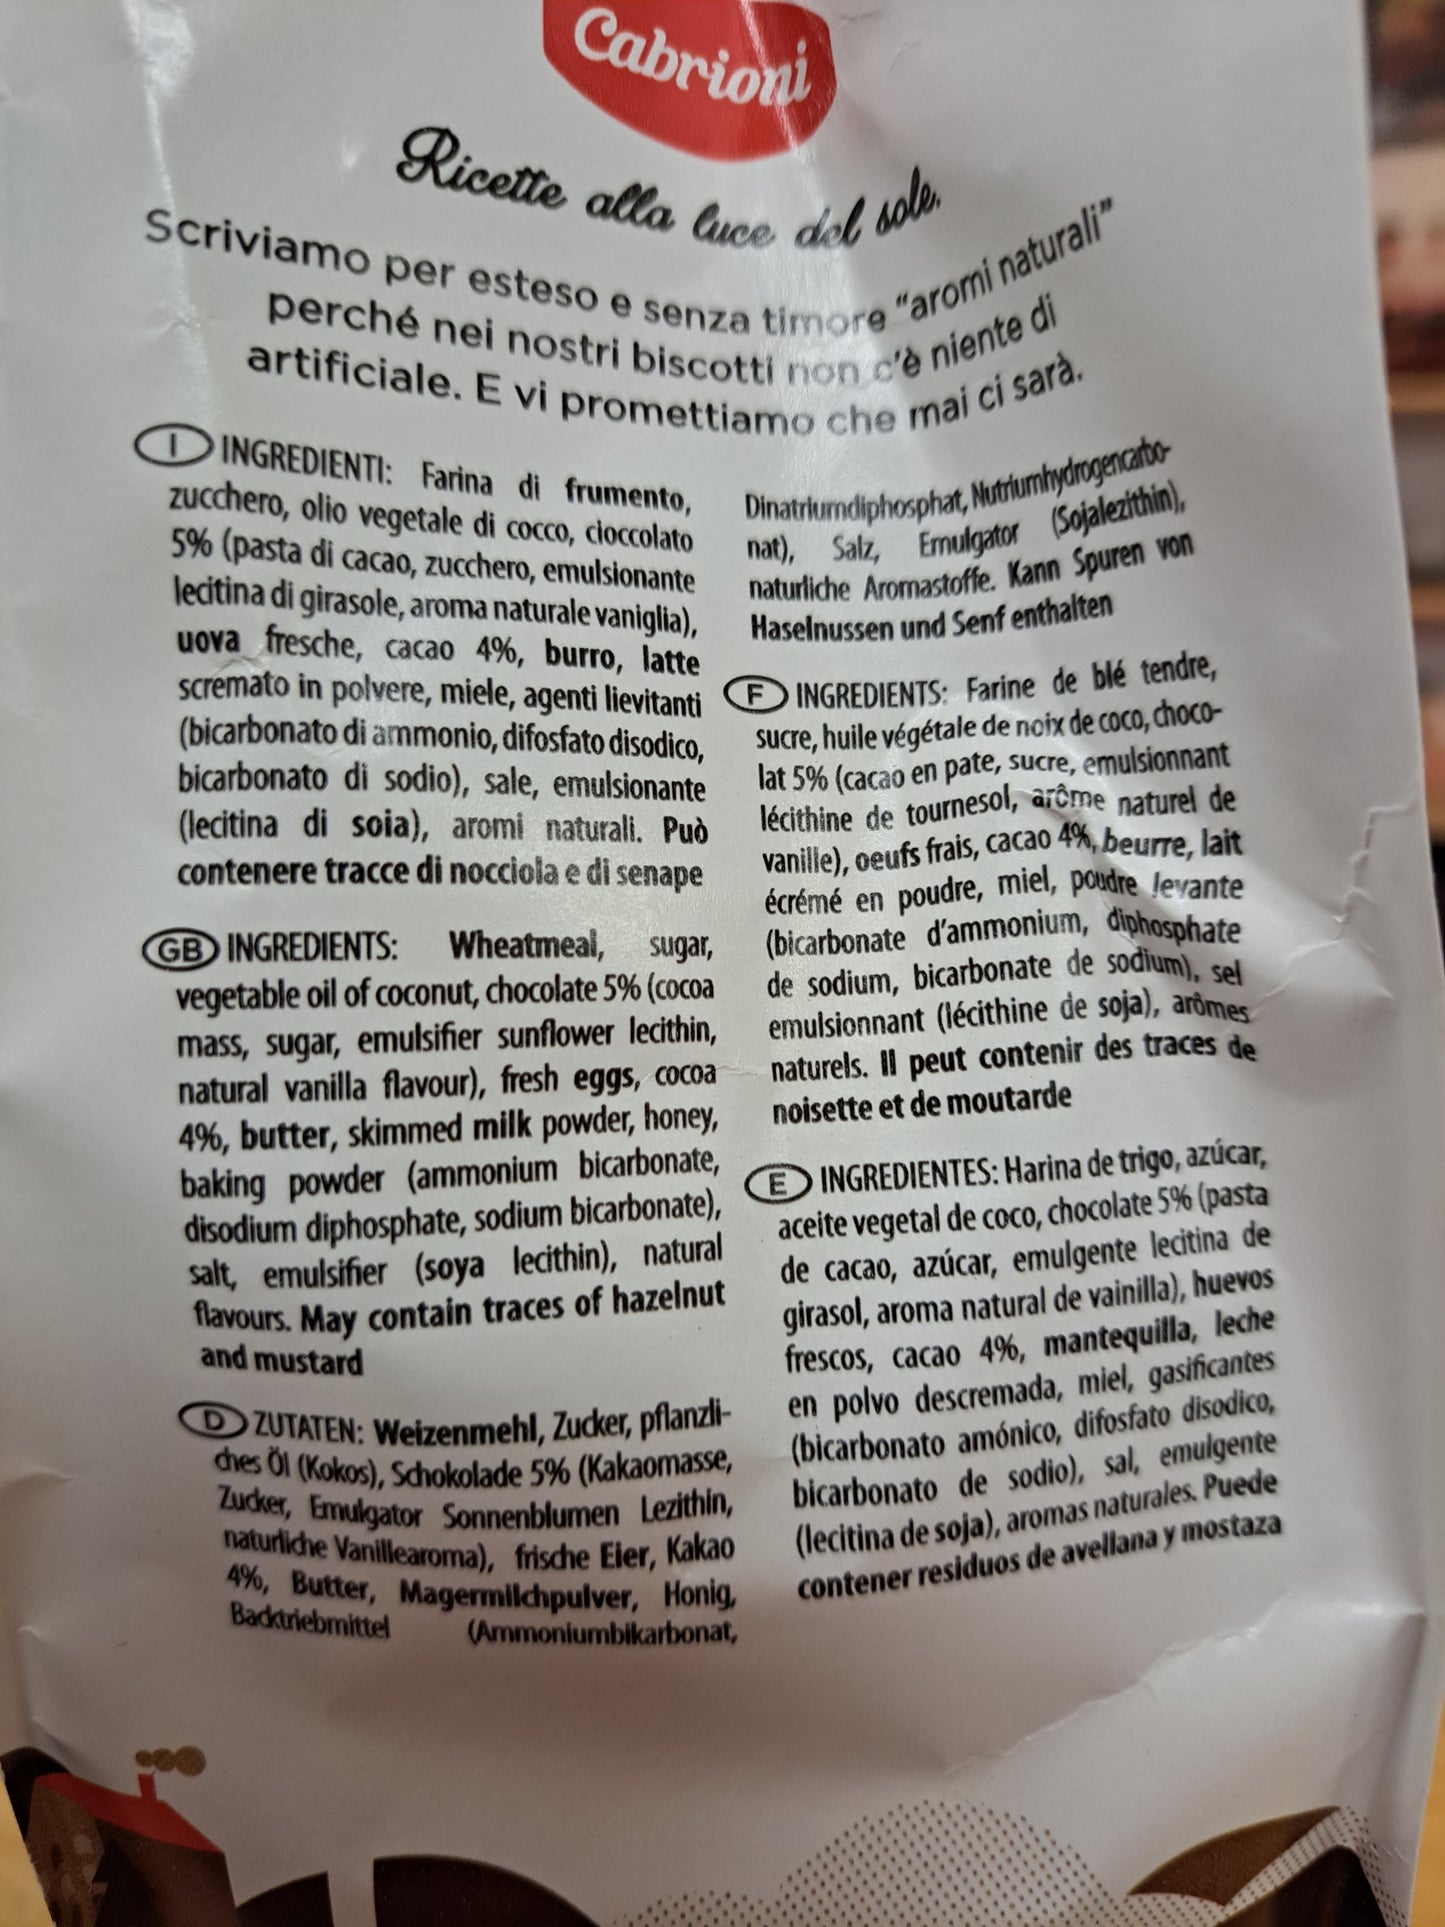 Cabrioni
Ricette alla luce del sole.
Scriviamo per esteso e senza timore "aromi naturali"
perché nei nostri biscotti non c'è niente di
artificiale. E vi promettiamo che mai ci sarà.
I INGREDIENTI: Farina di frumento,
zucchero, olio vegetale di cocco, cioccolato
5% (pasta di cacao, zucchero, emulsionante
lecitina di girasole, aroma naturale vaniglia),
uova fresche, cacao 4%, burro, latte
scremato in polvere, miele, agenti lievitanti
(bicarbonato di ammonio, difosfato disodico,
bicarbonato di sodio), sale, emulsionante
(lecitina di soia), aromi naturali. Può
contenere tracce di nocciola e di senape
GB INGREDIENTS: Wheatmeal, sugar,
vegetable oil of coconut, chocolate 5% (cocoa
mass, sugar, emulsifier sunflower lecithin,
natural vanilla flavour), fresh eggs, cocoa
4%, butter, skimmed milk powder, honey,
baking powder (ammonium bicarbonate,
disodium diphosphate, sodium bicarbonate),
salt, emulsifier (soya lecithin), natural
flavours. May contain traces of hazelnut
and mustard
D ZUTATEN: Weizenmehl, Zucker, pflanzli-
ches Öl (Kokos), Schokolade 5% (Kakaomasse,
Zucker, Emulgator Sonnenblumen Lezithin,
naturliche Vanillearoma), frische Eier, Kakao
4%, Butter, Magermilchpulver, Honig,
Backtriebmittel (Ammoniumbikarbonat,
Dinatriumdiphosphat, Nutriumhydrogencarbo-
nat), Salz, Emulgator (Sojalezithin),
naturliche Aromastoffe. Kann Spuren von
Haselnussen und Senf enthalten
F INGREDIENTS: Farine de blé tendre,
sucre, huile végétale de noix de coco, choco-
lat 5% (cacao en pate, sucre, emulsionnant
lécithine de tournesol, arôme naturel de
vanille), oeufs frais, cacao 4%, beurre, lait
écrémé en poudre, miel, poudre levante
(bicarbonate d'ammonium, diphosphate
de sodium, bicarbonate de sodium), sel
emulsionnant (lécithine de soja), arômes
naturels. Il peut contenir des traces de
noisette et de moutarde
E INGREDIENTES: Harina de trigo, azúcar,
aceite vegetal de coco, chocolate 5% (pasta
de cacao, azúcar, emulgente lecitina de
girasol, aroma natural de vainilla), huevos
frescos, cacao 4%, mantequilla, leche
en polvo descremada, miel, gasificantes
(bicarbonato amónico, difosfato disodico,
bicarbonato de sodio), sal, emulgente
(lecitina de soja), aromas naturales. Puede
contener residuos de avellana y mostaza